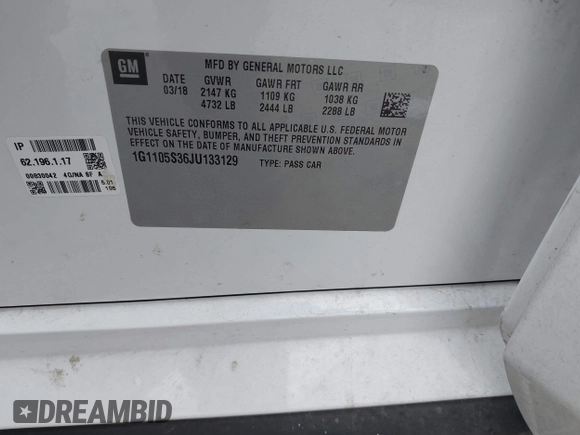 GM
MFD BY GENERAL MOTORS LLC
DATE GVWR GAWR FRT GAWR RR
03/18 2147 KG 1109 KG 1038 KG
4732 LB 2444 LB 2288 LB
THIS VEHICLE CONFORMS TO ALL APPLICABLE U.S. FEDERAL MOTOR
VEHICLE SAFETY, BUMPER, AND THEFT PREVENTION STANDARDS IN
EFFECT ON THE DATE OF MANUFACTURE SHOWN ABOVE.
1G1105S36JU133129 TYPE: PASS CAR
IP
62.196.1.17
00830042 4DJNA SF A
DREAMBID